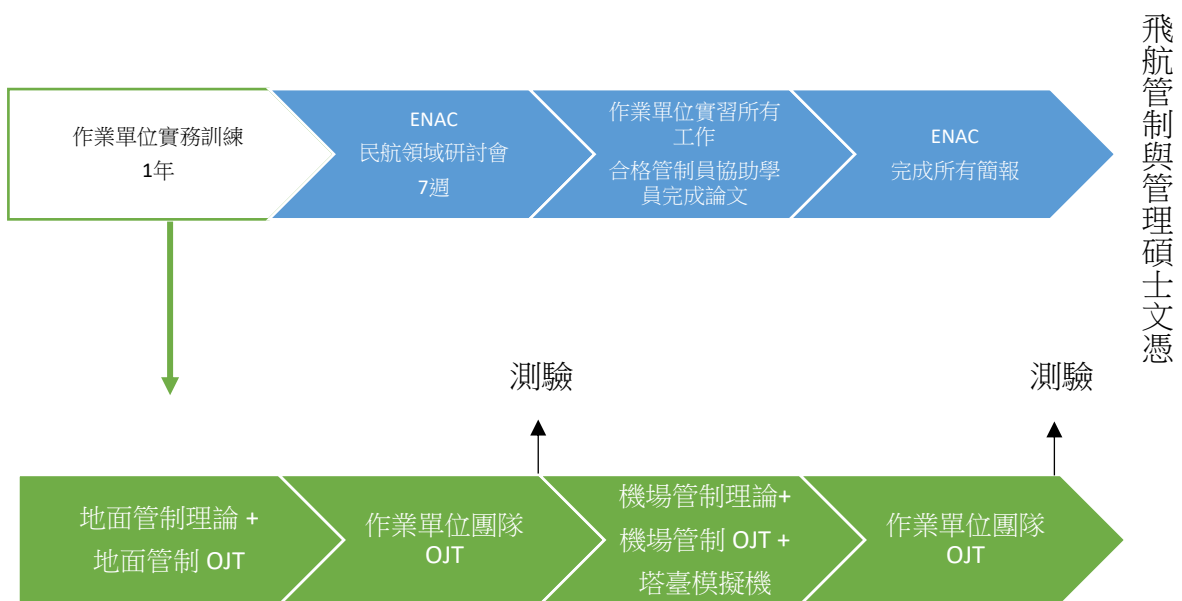 作業單位實務訓練
1年
ENAC
民航領域研討會
7週
作業單位實習所有
工作
合格管制員協助學
員完成論文
ENAC
完成所有簡報
飛航管制與管理碩士文憑
測驗
測驗
地面管制理論 +
地面管制 OJT
作業單位團隊
OJT
機場管制理論+
機場管制 OJT +
塔臺模擬機
作業單位團隊
OJT